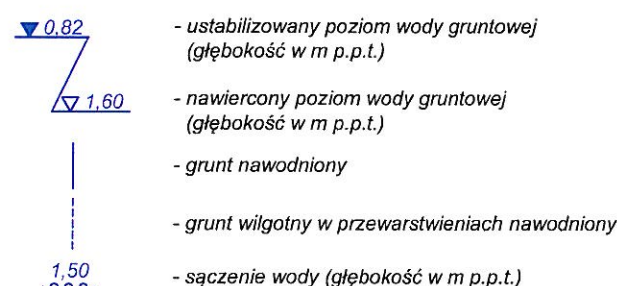 0,82 - ustabilizowany poziom wody gruntowej
(głębokość w m p.p.t.)
1,60 - nawiercony poziom wody gruntowej
(głębokość w m p.p.t.)
- grunt nawodniony
- grunt wilgotny w przewarstwieniach nawodniony
1,50 - sączenie wody (głębokość w m p.p.t.)